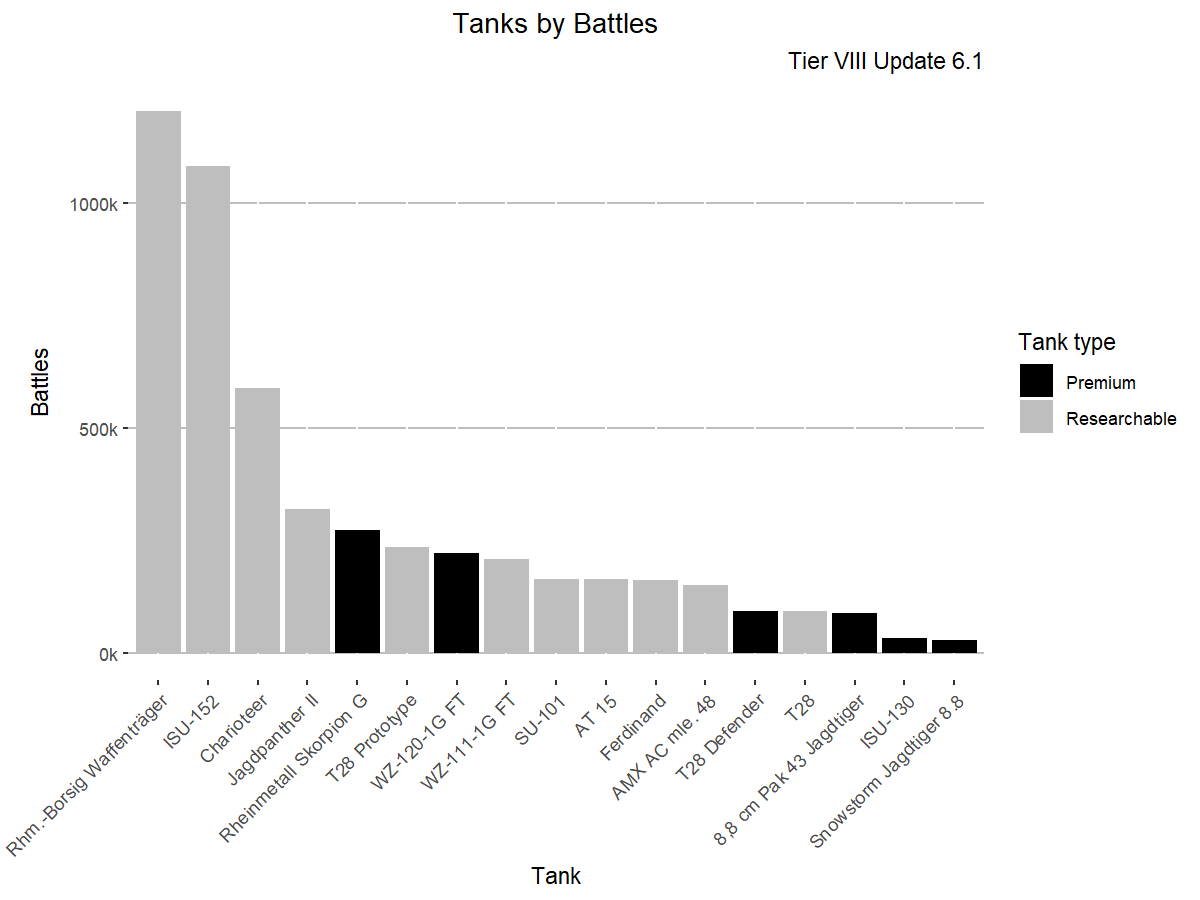 Tanks by Battles
Tier VIII Update 6.1
1000k
500k
0k
Battles
Rhm.-Borsig Waffenträger
ISU-152
Charioteer
Jagdpanther II
Rheinmetall Skorpion G
T28 Prototype
WZ-120-1G FT
WZ-111-1G FT
SU-101
AT 15
Ferdinand
AMX AC mle. 48
T28 Defender
T28
8,8 cm Pak 43 Jagdtiger
ISU-130
Snowstorm Jagdtiger 8.8
Tank
Tank type
Premium
Researchable